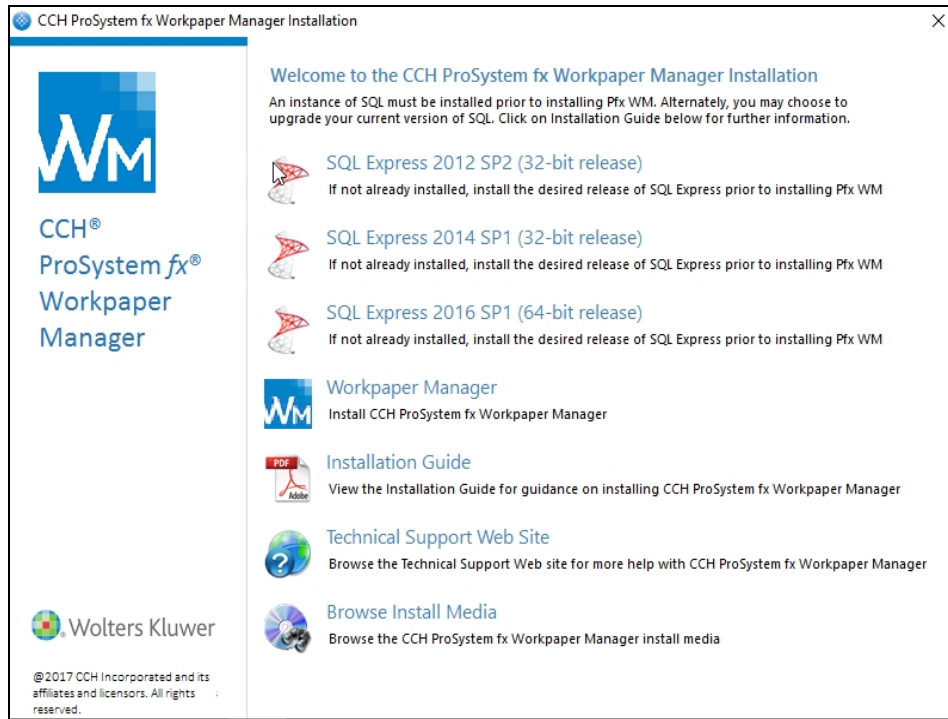 CCH ProSystem fx Workpaper Manager Installation
WM
CCH®
ProSystem fx®
Workpaper
Manager
Wolters Kluwer
@2017 CCH Incorporated and its
affiliates and licensors. All rights
reserved.
Welcome to the CCH ProSystem fx Workpaper Manager Installation
An instance of SQL must be installed prior to installing Pfx WM. Alternately, you may choose to
upgrade your current version of SQL. Click on Installation Guide below for further information.
SQL Express 2012 SP2 (32-bit release)
If not already installed, install the desired release of SQL Express prior to installing Pfx WM
SQL Express 2014 SP1 (32-bit release)
If not already installed, install the desired release of SQL Express prior to installing Pfx WM
SQL Express 2016 SP1 (64-bit release)
If not already installed, install the desired release of SQL Express prior to installing Pfx WM
WM
Workpaper Manager
Install CCH ProSystem fx Workpaper Manager
PDF
Adobe
Installation Guide
View the Installation Guide for guidance on installing CCH ProSystem fx Workpaper Manager
?
Technical Support Web Site
Browse the Technical Support Web site for more help with CCH ProSystem fx Workpaper Manager
Browse Install Media
Browse the CCH ProSystem fx Workpaper Manager install media